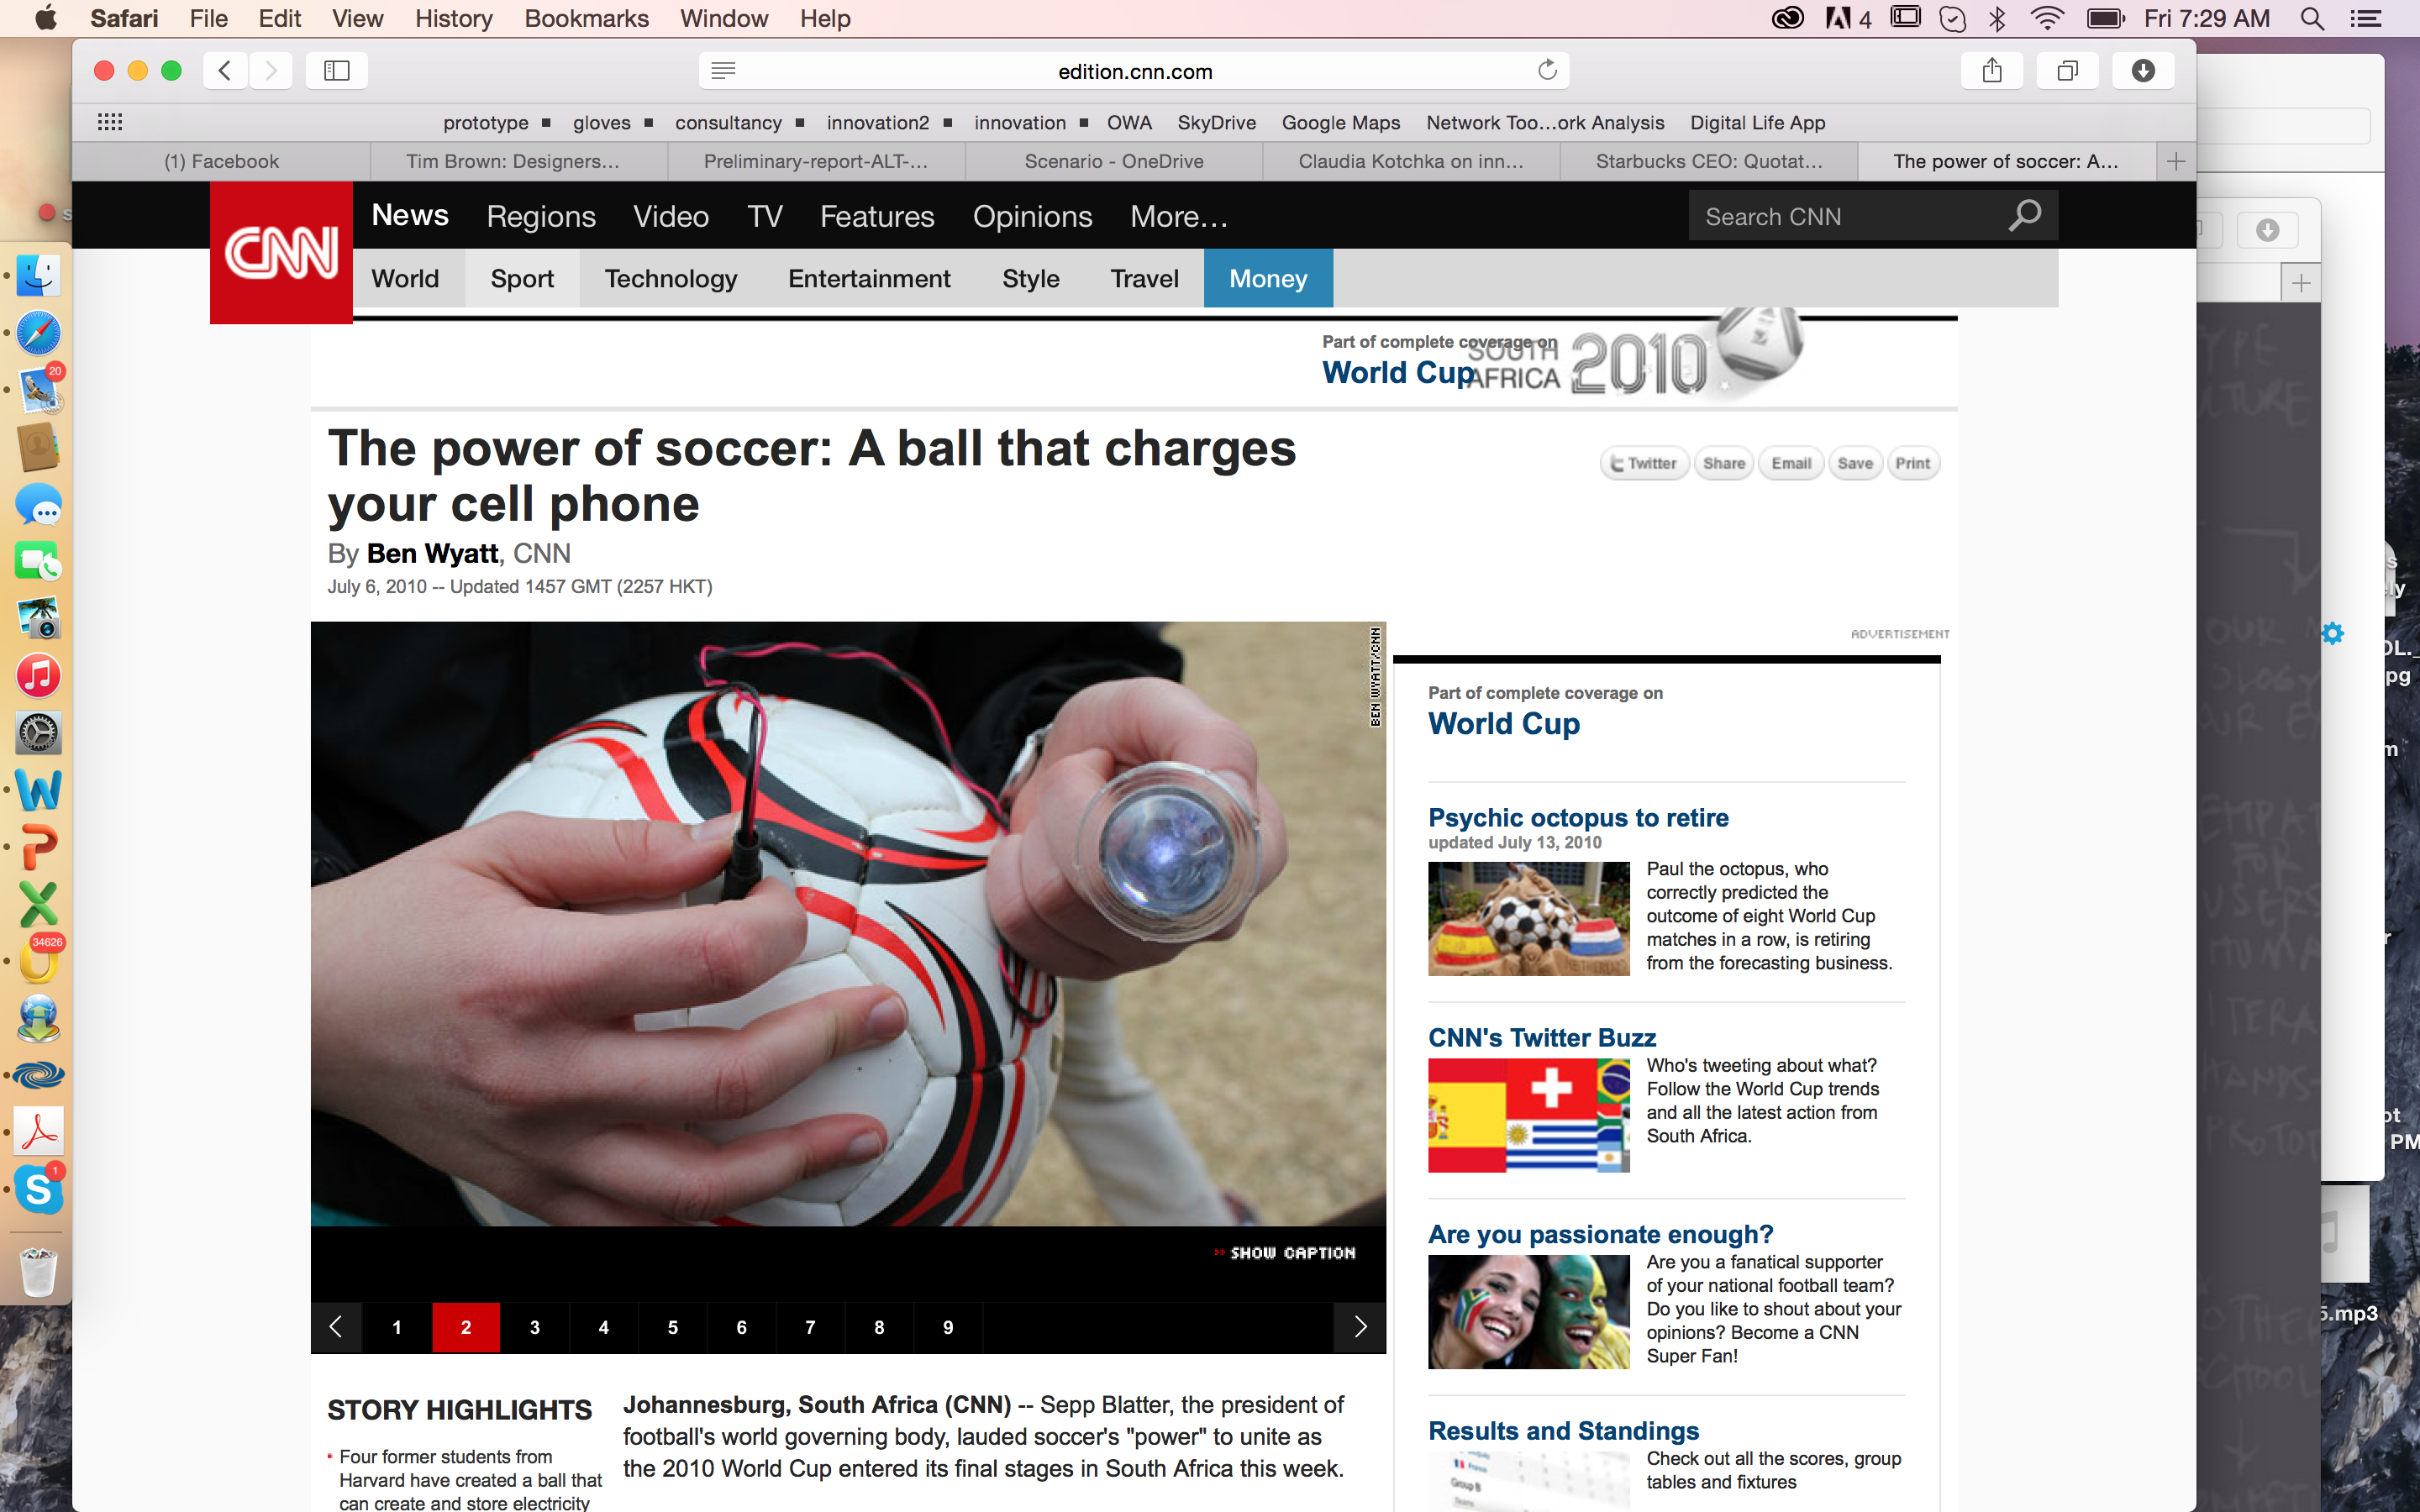 Safari File Edit View History Bookmarks Window Help
4 Fri 7:29 AM
edition.cnn.com
prototype gloves consultancy innovation2 innovation OWA SkyDrive Google Maps Network Too...ork Analysis Digital Life App
(1) Facebook Tim Brown: Designers... Preliminary-report-ALT-... Scenario - OneDrive Claudia Kotchka on inn... Starbucks CEO: Quotat... The power of soccer: A...
CNN
News Regions Video TV Features Opinions More...
Search CNN
World Sport Technology Entertainment Style Travel Money
Part of complete coverage on
World Cup
SOUTH AFRICA 2010
The power of soccer: A ball that charges
your cell phone
Twitter Share Email Save Print
By Ben Wyatt, CNN
July 6, 2010 -- Updated 1457 GMT (2257 HKT)
BEN WYATT/CNN
SHOW CAPTION
1 2 3 4 5 6 7 8 9
STORY HIGHLIGHTS
Four former students from
Harvard have created a ball that
can create and store electricity
Johannesburg, South Africa (CNN) -- Sepp Blatter, the president of
football's world governing body, lauded soccer's "power" to unite as
the 2010 World Cup entered its final stages in South Africa this week.
ADVERTISEMENT
Part of complete coverage on
World Cup
Psychic octopus to retire
updated July 13, 2010
Paul the octopus, who
correctly predicted the
outcome of eight World Cup
matches in a row, is retiring
from the forecasting business.
CNN's Twitter Buzz
Who's tweeting about what?
Follow the World Cup trends
and all the latest action from
South Africa.
Are you passionate enough?
Are you a fanatical supporter
of your national football team?
Do you like to shout about your
opinions? Become a CNN
Super Fan!
Results and Standings
Check out all the scores, group
tables and fixtures
Group B
20
34626
1
OUR
FOR
USERS
SCHOOL
pg
PM
5.mp3